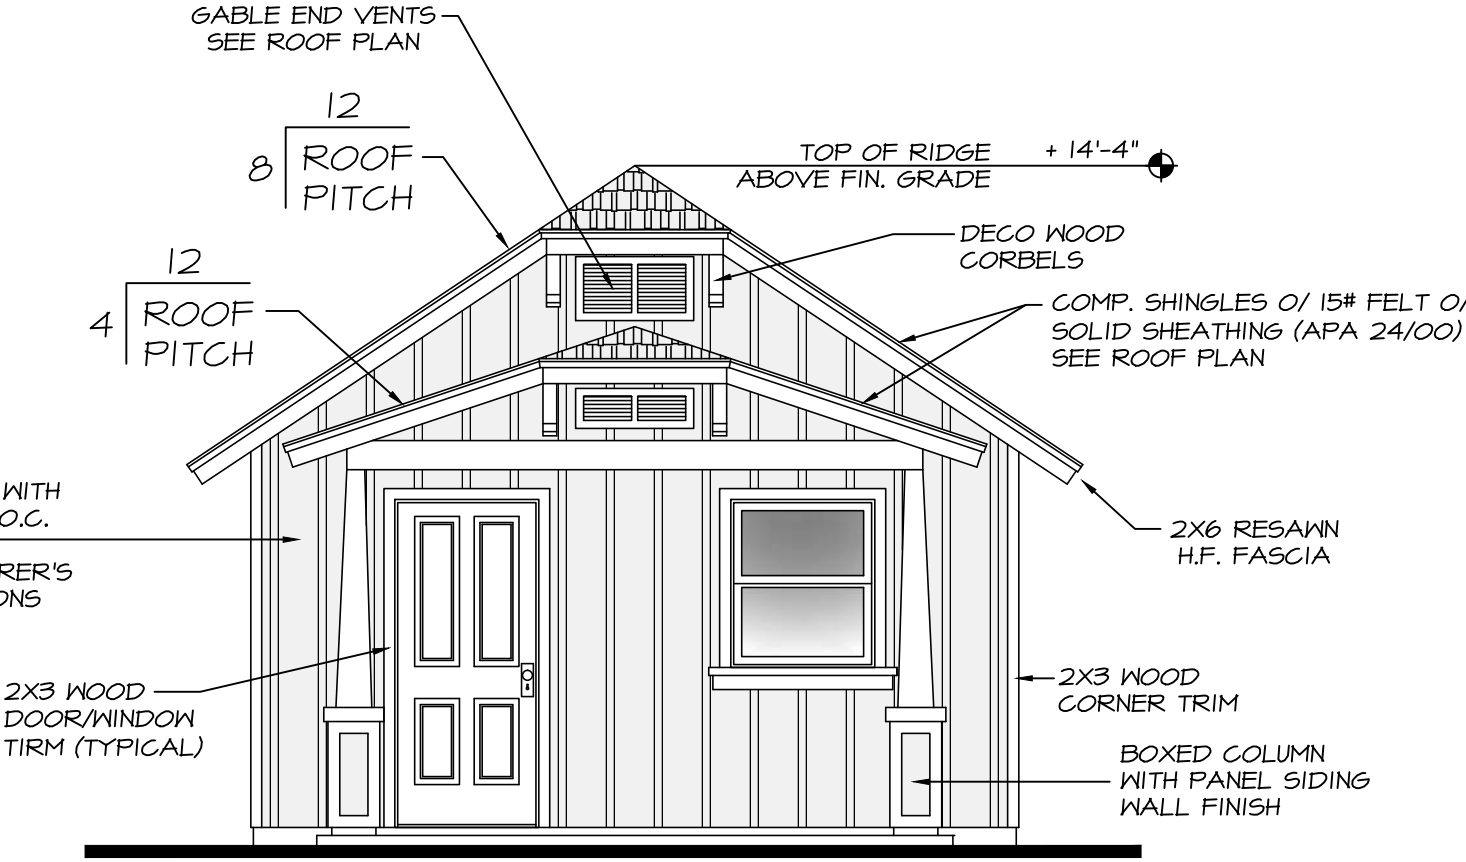 GABLE END VENTS
SEE ROOF PLAN
12
8
ROOF
PITCH
TOP OF RIDGE
ABOVE FIN. GRADE
+ 14'-4"
DECO WOOD
CORBELS
12
4
ROOF
PITCH
COMP. SHINGLES O/ 15# FELT O/
SOLID SHEATHING (APA 24/00)
SEE ROOF PLAN
WITH
O.C.
RER'S
ONS
2X6 RESAWN
H.F. FASCIA
2X3 WOOD
DOOR/WINDOW
TIRM (TYPICAL)
2X3 WOOD
CORNER TRIM
BOXED COLUMN
WITH PANEL SIDING
WALL FINISH